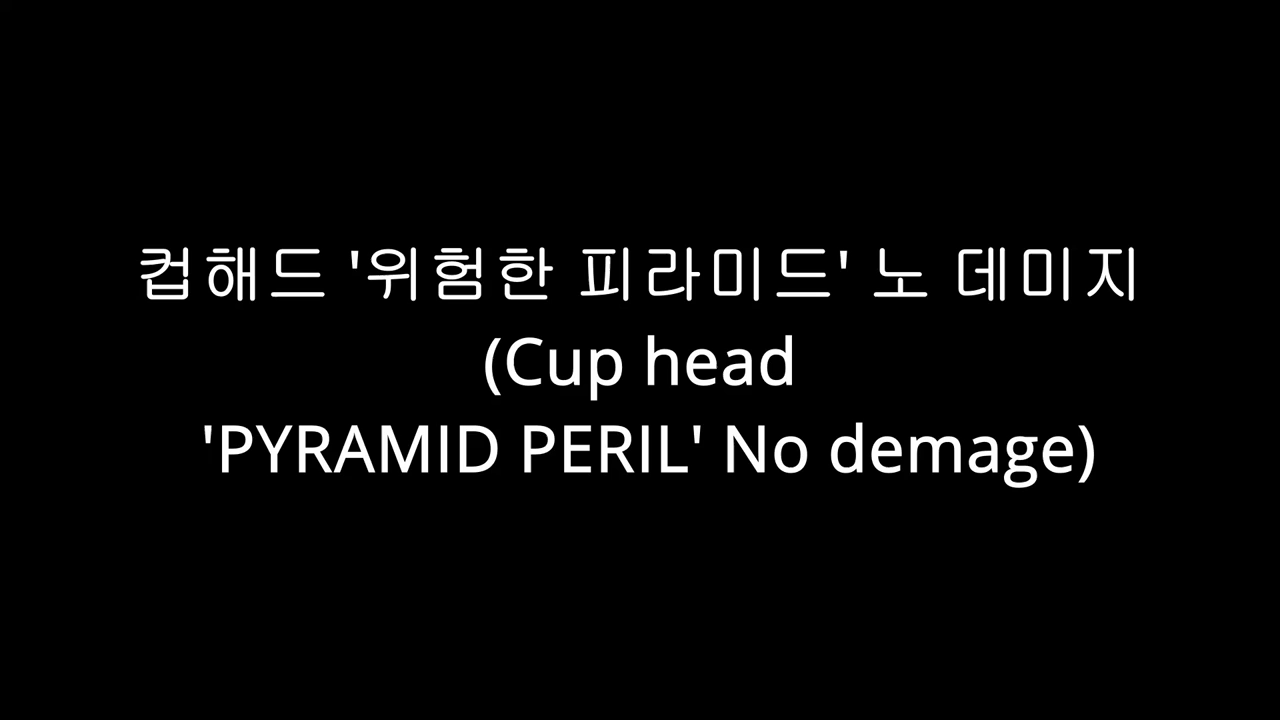 컵해드 '위험한 피라미드' 노 데미지
(Cup head
'PYRAMID PERIL' No demage)